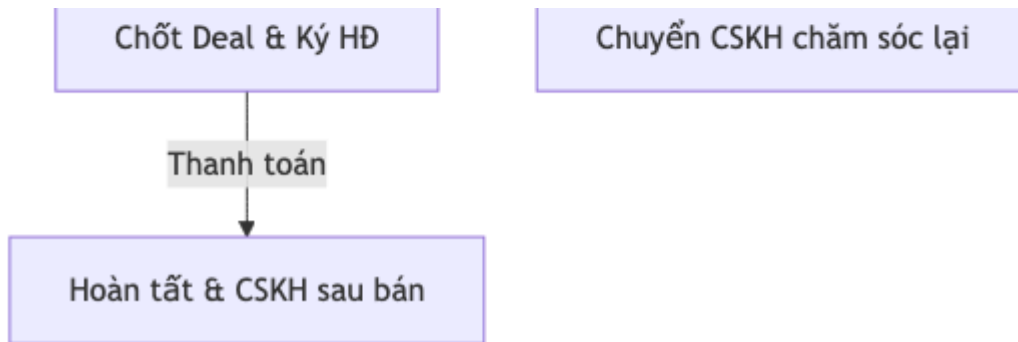 Chốt Deal & Ký HĐ
Chuyển CSKH chăm sóc lại
Thanh toán
Hoàn tất & CSKH sau bán